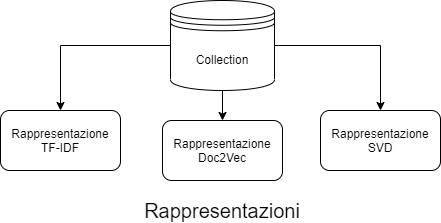 Collection
Rappresentazione
TF-IDF
Rappresentazione
Doc2Vec
Rappresentazione
SVD
Rappresentazioni